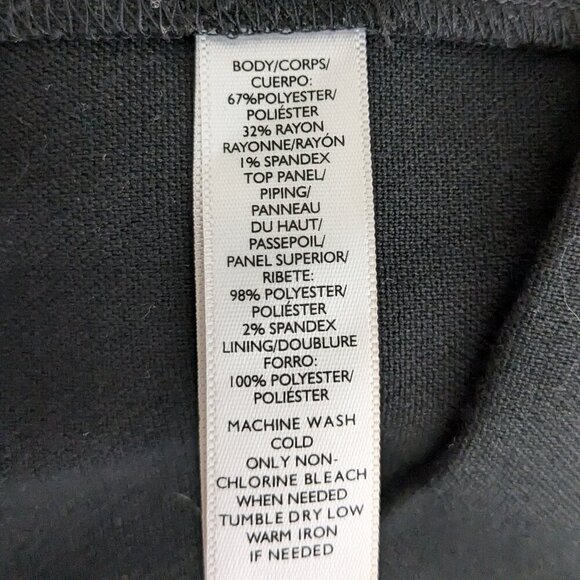 BODY/CORPS/
CUERPO:
67%POLYESTER/
POLIÉSTER
32% RAYON
RAYONNE/RAYÓN
1% SPANDEX
TOP PANEL/
PIPING/
PANNEAU
DU HAUT/
PASSEPOIL/
PANEL SUPERIOR/
RIBETE:
98% POLYESTER/
POLIÉSTER
2% SPANDEX
LINING/DOUBLURE
FORRO:
100% POLYESTER/
POLIÉSTER
MACHINE WASH
COLD
ONLY NON-
CHLORINE BLEACH
WHEN NEEDED
TUMBLE DRY LOW
WARM IRON
IF NEEDED